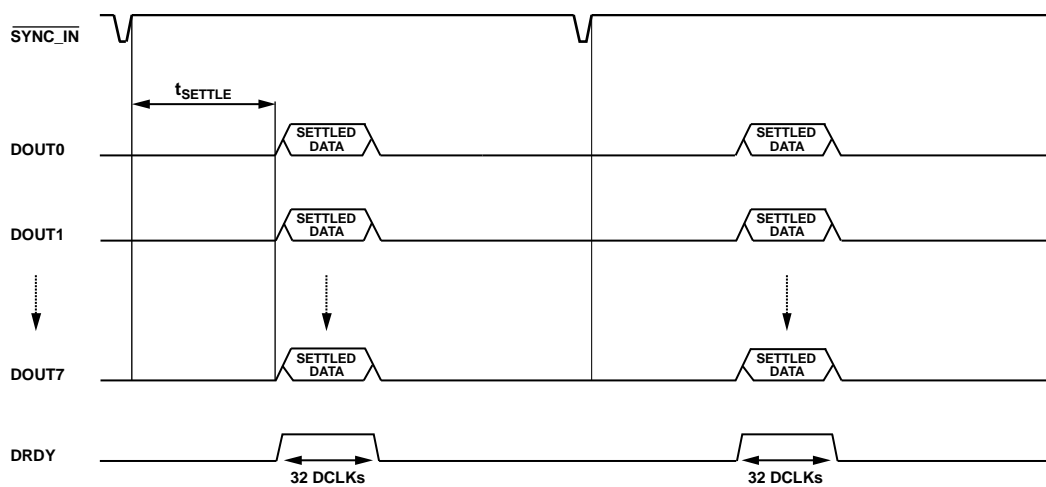 SYNC_IN
tSETTLE
DOUT0
SETTLED
DATA
SETTLED
DATA
DOUT1
SETTLED
DATA
SETTLED
DATA
DOUT7
SETTLED
DATA
SETTLED
DATA
DRDY
32 DCLKs
32 DCLKs